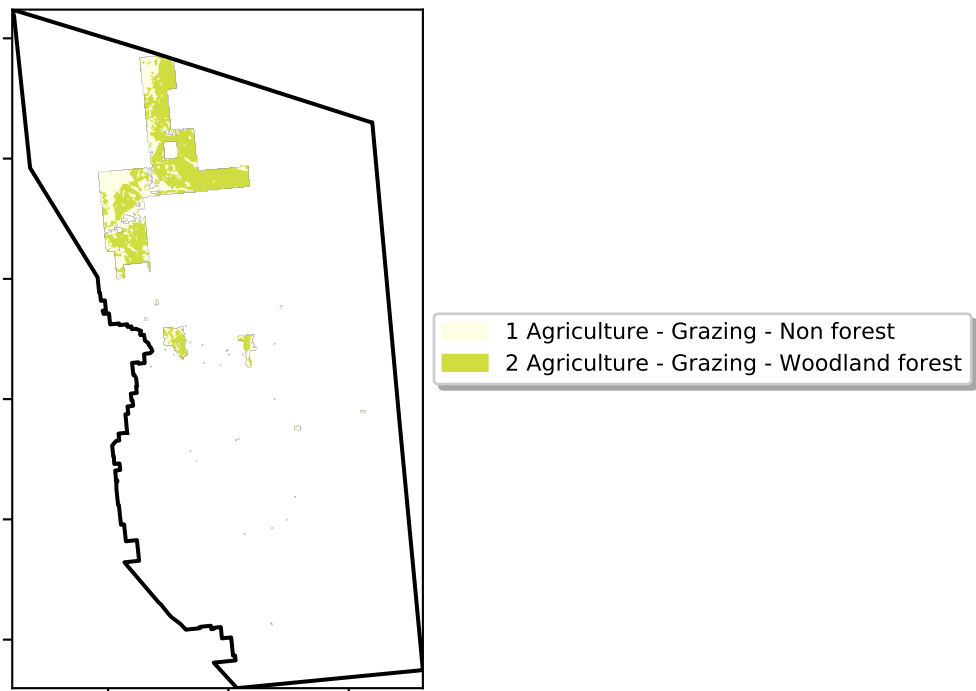 1 Agriculture - Grazing - Non forest
2 Agriculture - Grazing - Woodland forest